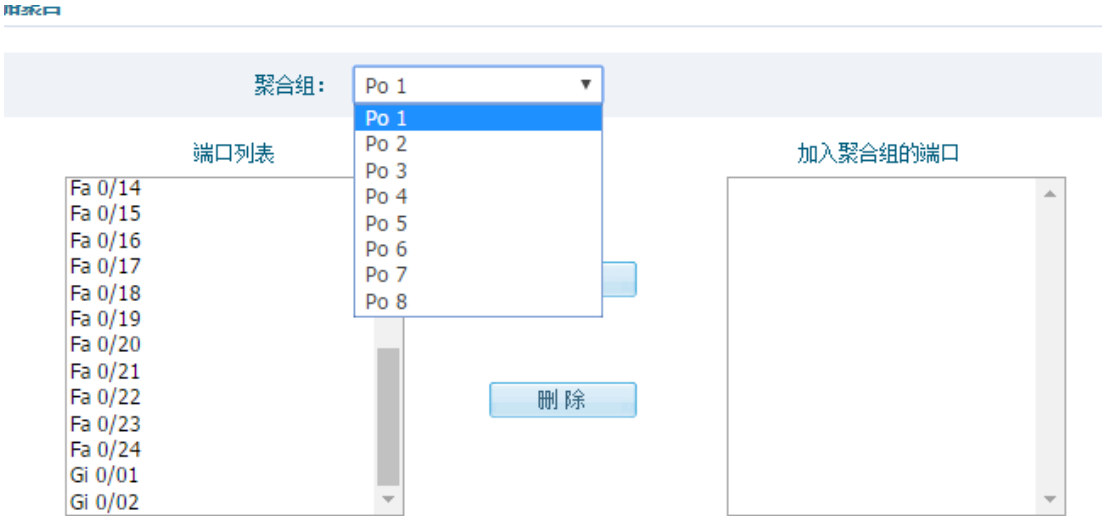 聚合组：
Po 1
Po 1
Po 2
Po 3
Po 4
Po 5
Po 6
Po 7
Po 8
端口列表
Fa 0/14
Fa 0/15
Fa 0/16
Fa 0/17
Fa 0/18
Fa 0/19
Fa 0/20
Fa 0/21
Fa 0/22
Fa 0/23
Fa 0/24
Gi 0/01
Gi 0/02
删 除
加入聚合组的端口